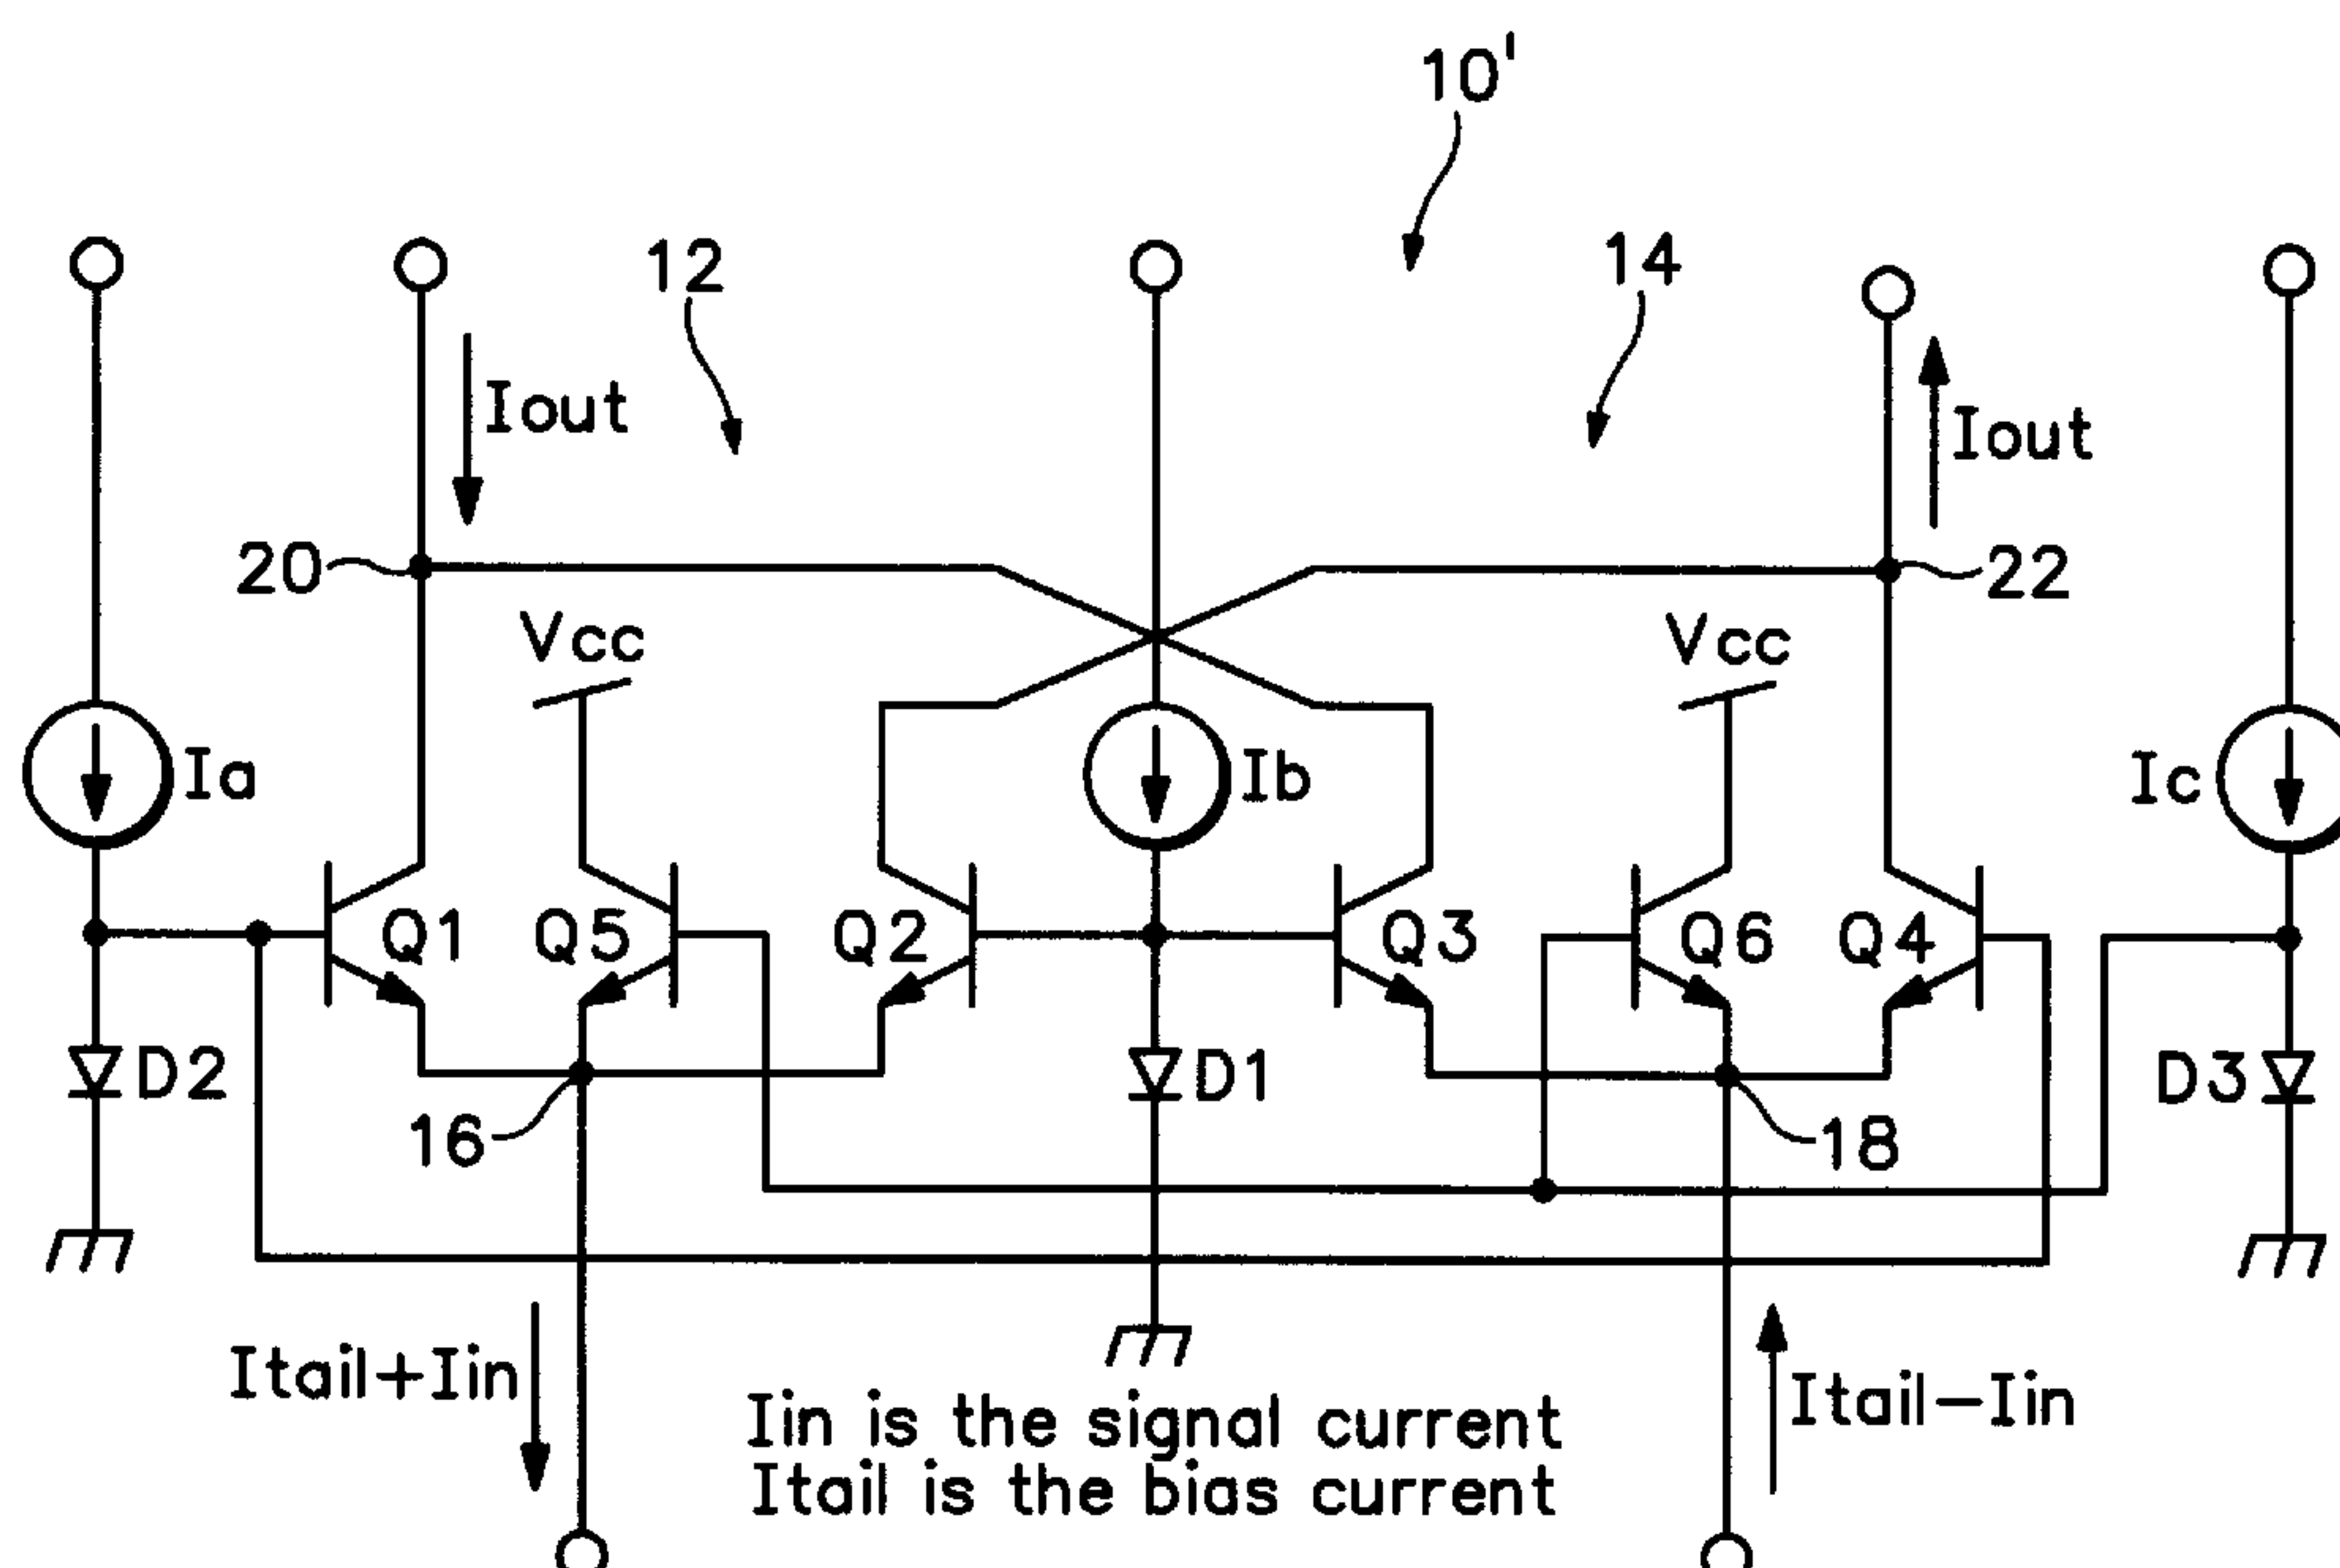 10'
12
14
Iout
Iout
20
22
Vcc
Vcc
Ia
Ib
Ic
Q1
Q5
Q2
Q3
Q6
Q4
D2
D1
D3
16
18
Itail+Iin
Itail−Iin
Iin is the signal current
Itail is the bias current